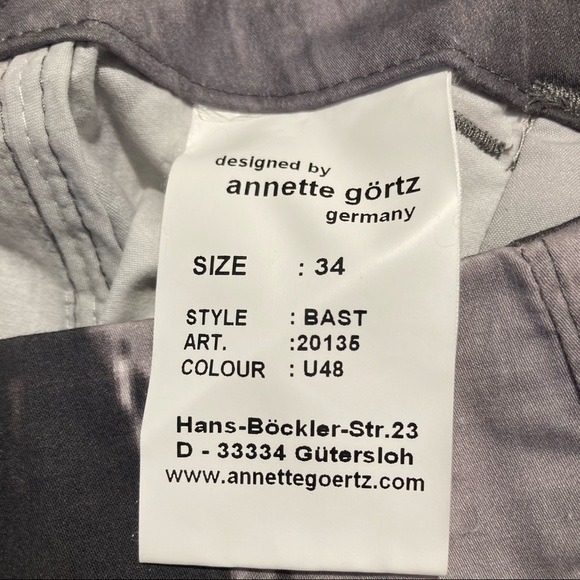 designed by
annette görtz
germany
SIZE : 34
STYLE : BAST
ART. :20135
COLOUR : U48
Hans-Böckler-Str.23
D - 33334 Gütersloh
www.annettegoertz.com